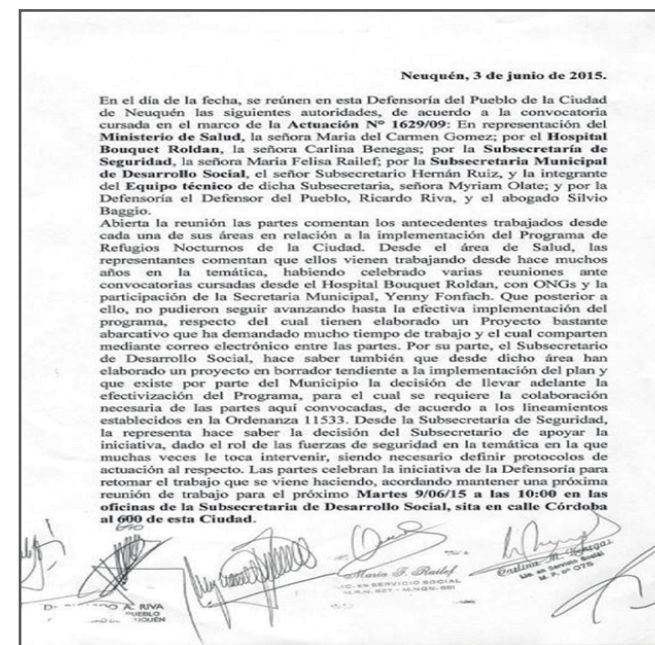 Neuquén, 3 de junio de 2015.
En el día de la fecha, se reúnen en esta Defensoría del Pueblo de la Ciudad
de Neuquén las siguientes autoridades, de acuerdo a la convocatoria
cursada en el marco de la Actuación N° 1629/09: En representación del
Ministerio de Salud, la señora Maria del Carmen Gomez; por el Hospital
Bouquet Roldan, la señora Carlina Benegas; por la Subsecretaría de
Seguridad, la señora Maria Felisa Railef; por la Subsecretaria Municipal
de Desarrollo Social, el señor Subsecretario Hernán Ruiz, y la integrante
del Equipo técnico de dicha Subsecretaria, señora Myriam Olate; y por la
Defensoría el Defensor del Pueblo, Ricardo Riva, y el abogado Silvio
Baggio.
Abierta la reunión las partes comentan los antecedentes trabajados desde
cada una de sus áreas en relación a la implementación del Programa de
Refugios Nocturnos de la Ciudad. Desde el área de Salud, las
representantes comentan que ellos vienen trabajando desde hace muchos
años en la temática, habiendo celebrado varias reuniones ante
convocatorias cursadas desde el Hospital Bouquet Roldan, con ONGs y la
participación de la Secretaria Municipal, Yenny Fonfach. Que posterior a
ello, no pudieron seguir avanzando hasta la efectiva implementación del
programa, respecto del cual tienen elaborado un Proyecto bastante
abarcativo que ha demandado mucho tiempo de trabajo y el cual comparten
mediante correo electrónico entre las partes. Por su parte, el Subsecretario
de Desarrollo Social, hace saber también que desde dicho área han
elaborado un proyecto en borrador tendiente a la implementación del plan y
que existe por parte del Municipio la decisión de llevar adelante la
efectivización del Programa, para el cual se requiere la colaboración
necesaria de las partes aquí convocadas, de acuerdo a los lineamientos
establecidos en la Ordenanza 11533. Desde la Subsecretaría de Seguridad,
la representa hace saber la decisión del Subsecretario de apoyar la
iniciativa, dado el rol de las fuerzas de seguridad en la temática en la que
muchas veces le toca intervenir, siendo necesario definir protocolos de
actuación al respecto. Las partes celebran la iniciativa de la Defensoría para
retomar el trabajo que se viene haciendo, acordando mantener una próxima
reunión de trabajo para el próximo Martes 9/06/15 a las 10:00 en las
oficinas de la Subsecretaria de Desarrollo Social, sita en calle Córdoba
al 600 de esta Ciudad.
María F. Railef
SERVICIO SOCIAL
Carlina M. Benegas
Lic. en Servicio Social
M. P. N° 075
A. RIVA
PUEBLO